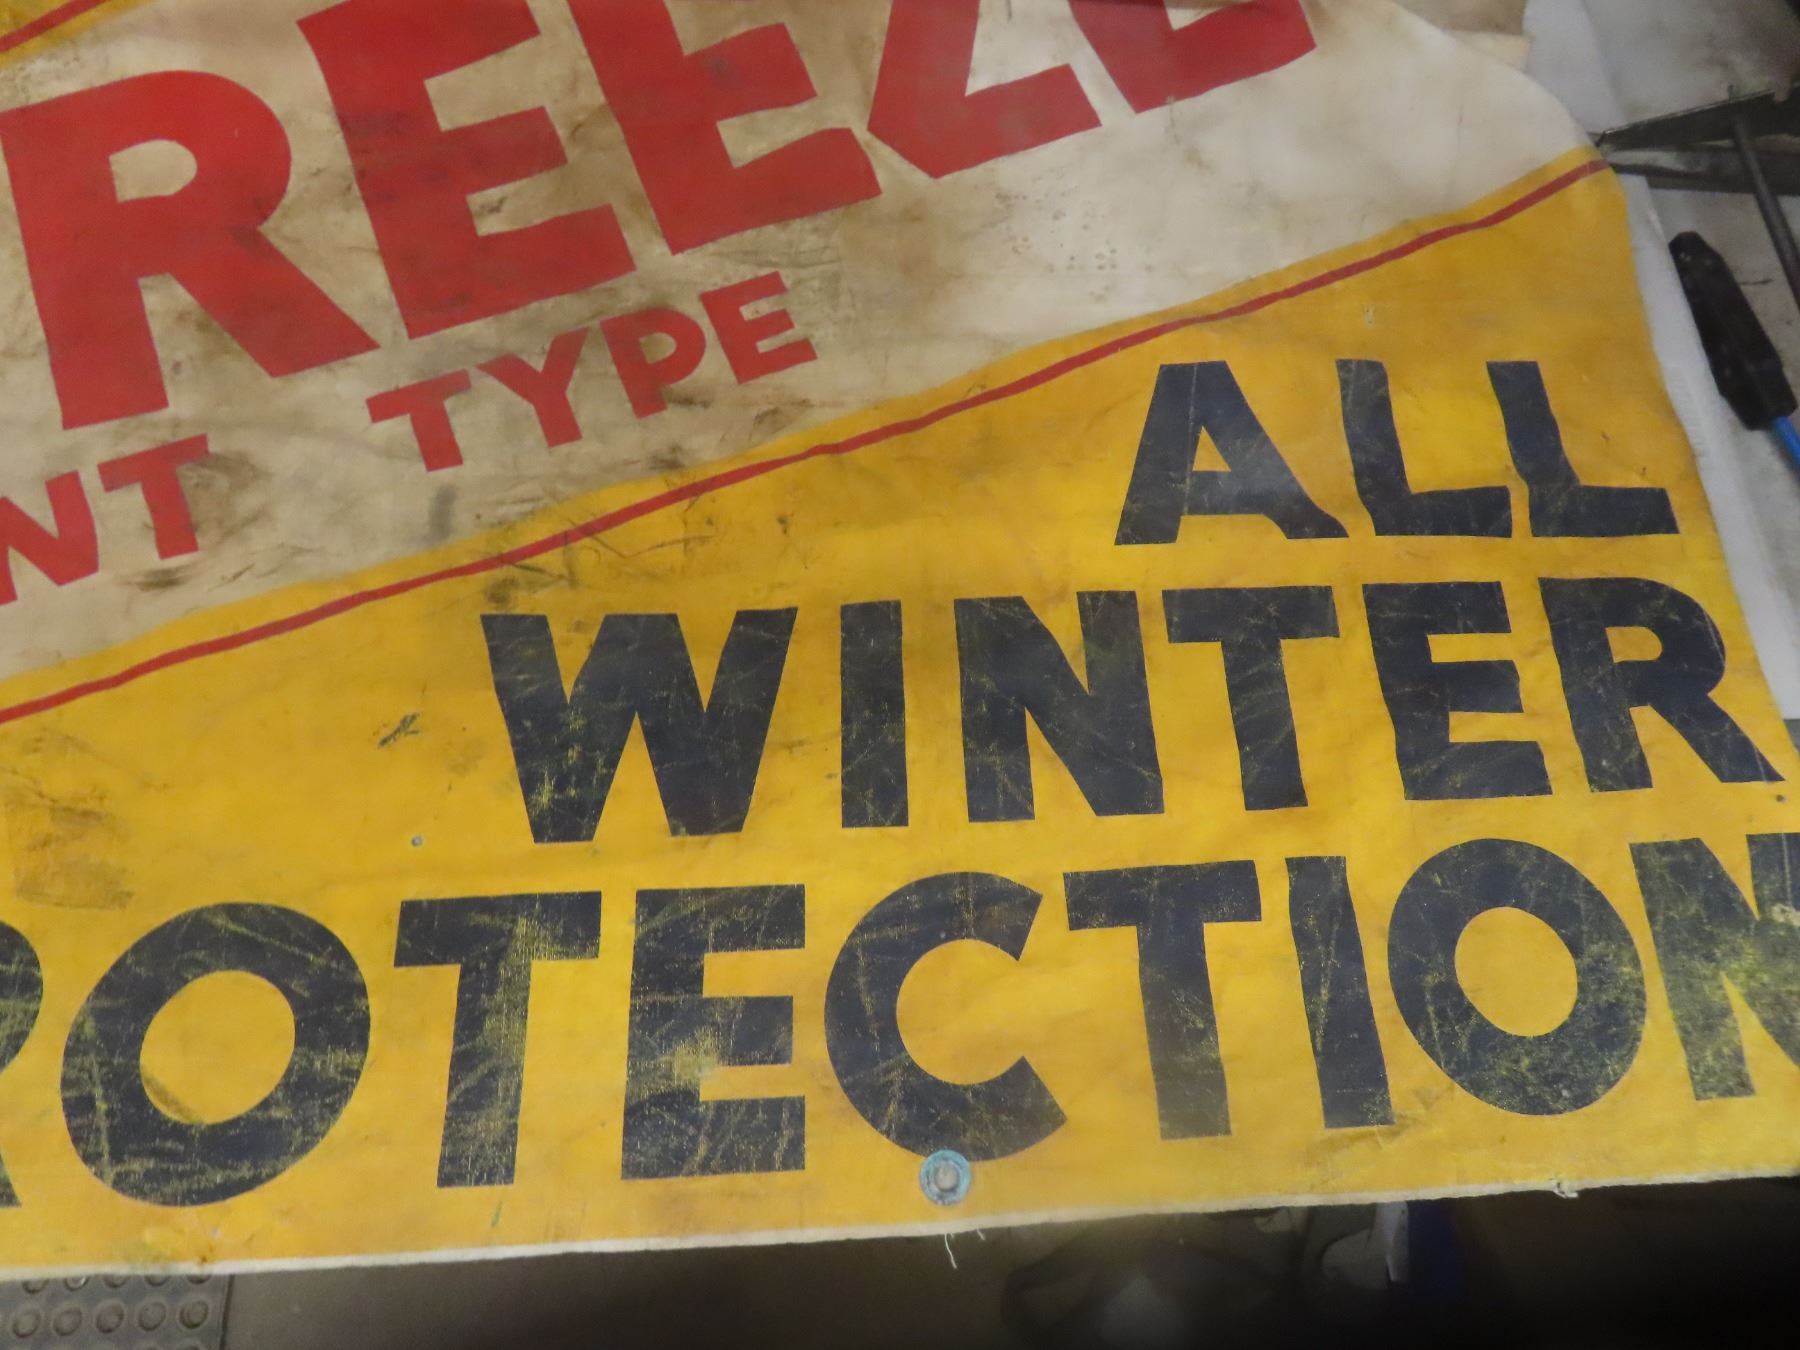 REEZE
NT TYPE
ALL
WINTER
ROTECTION